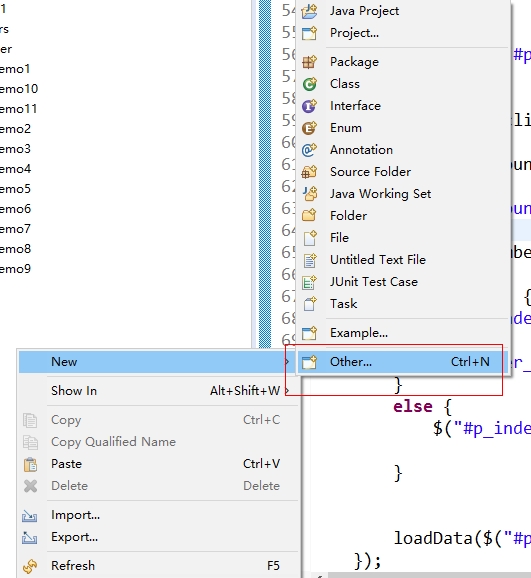 1
rs
er
emo1
emo10
emo11
emo2
emo3
emo4
emo5
emo6
emo7
emo8
emo9
Java Project
Project...
Package
Class
Interface
Enum
Annotation
Source Folder
Java Working Set
Folder
File
Untitled Text File
JUnit Test Case
Task
Example...
Other... Ctrl+N
New
Show In Alt+Shift+W
Copy Ctrl+C
Copy Qualified Name
Paste Ctrl+V
Delete Delete
Import...
Export...
Refresh F5
54
55
56 "#p
57
58
59 cli
60
61 oun
62
63 oun
64
65 mbe
66
67 {
68 nde
69
er_
}
else {
$("#p_inde
}
loadData($("#p
});